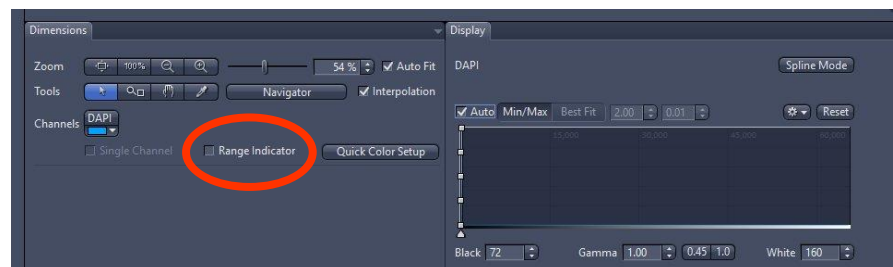 Dimensions
Zoom 100% 54 % Auto Fit
Tools Navigator Interpolation
Channels DAPI
Single Channel Range Indicator Quick Color Setup
Display
DAPI Spline Mode
Auto Min/Max Best Fit 2.00 0.01 Reset
15,000 30,000 45,000 60,000
Black 72 Gamma 1.00 0.45 1.0 White 160